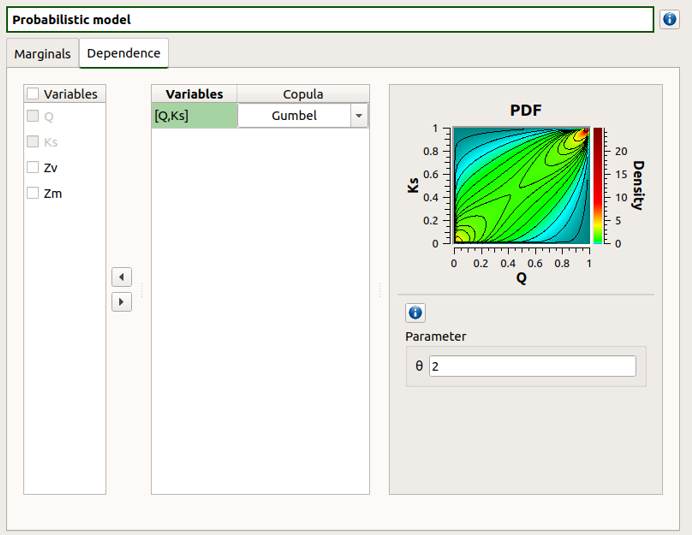 Probabilistic model
Marginals
Dependence
Variables
Q
Ks
Zv
Zm
Variables
Copula
[Q,Ks]
Gumbel
PDF
1
0.8
0.6
0.4
0.2
0
Ks
0 0.2 0.4 0.6 0.8 1
Q
20
15
10
5
0
Density
Parameter
θ 2